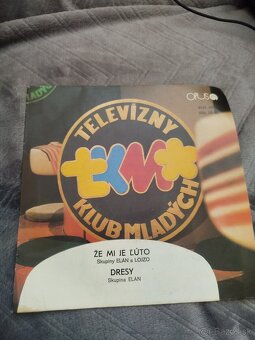 OPUS
TELEVÍZNY
tkm
KLUB MLADÝCH
ŽE MI JE ĽÚTO
Skupiny ELÁN a LOJZO
DRESY
Skupina ELÁN